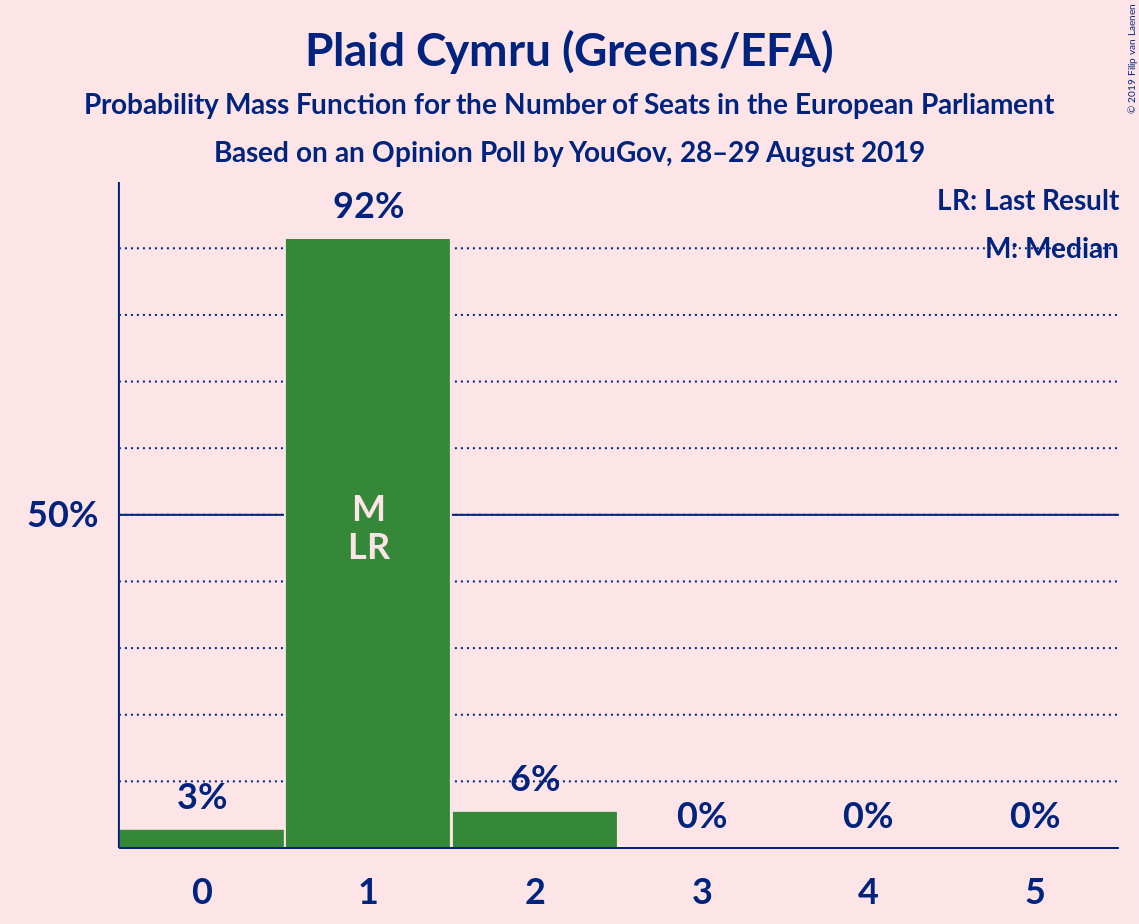 Plaid Cymru (Greens/EFA)
Probability Mass Function for the Number of Seats in the European Parliament
Based on an Opinion Poll by YouGov, 28–29 August 2019
© 2019 Filip van Laenen
LR: Last Result
M: Median
92%
50%
M
LR
3%
6%
0%
0%
0%
0
1
2
3
4
5